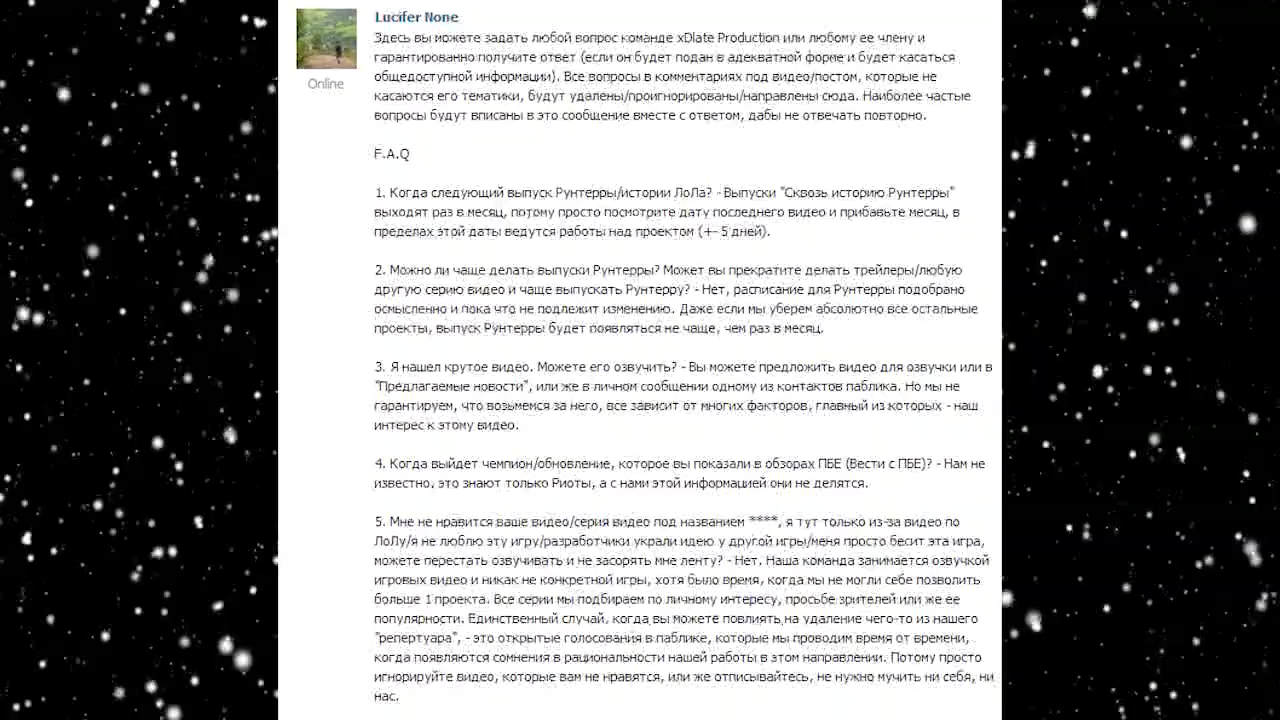 Lucifer None
Здесь вы можете задать любой вопрос команде xDlate Production или любому ее члену и
гарантированно получите ответ (если он будет подан в адекватной форме и будет касаться
общедоступной информации). Все вопросы в комментариях под видео/постом, которые не
касаются его тематики, будут удалены/проигнорированы/направлены сюда. Наиболее частые
вопросы будут вписаны в это сообщение вместе с ответом, дабы не отвечать повторно.
Online
F.A.Q
1. Когда следующий выпуск Рунтерры/истории ЛоЛа? - Выпуски "Сквозь историю Рунтерры"
выходят раз в месяц, потому просто посмотрите дату последнего видео и прибавьте месяц, в
пределах этой даты ведутся работы над проектом (+- 5 дней).
2. Можно ли чаще делать выпуски Рунтерры? Может вы прекратите делать трейлеры/любую
другую серию видео и чаще выпускать Рунтерру? - Нет, расписание для Рунтерры подобрано
осмысленно и пока что не подлежит изменению. Даже если мы уберем абсолютно все остальные
проекты, выпуск Рунтерры будет появляться не чаще, чем раз в месяц.
3. Я нашел крутое видео. Можете его озвучить? - Вы можете предложить видео для озвучки или в
"Предлагаемые новости", или же в личном сообщении одному из контактов паблика. Но мы не
гарантируем, что возьмемся за него, все зависит от многих факторов, главный из которых - наш
интерес к этому видео.
4. Когда выйдет чемпион/обновление, которое вы показали в обзорах ПБЕ (Вести с ПБЕ)? - Нам не
известно, это знают только Риоты, а с нами этой информацией они не делятся.
5. Мне не нравится ваше видео/серия видео под названием ****, я тут только из-за видео по
ЛоЛу/я не люблю эту игру/разработчики украли идею у другой игры/меня просто бесит эта игра,
можете перестать озвучивать и не засорять мне ленту? - Нет. Наша команда занимается озвучкой
игровых видео и никак не конкретной игры, хотя было время, когда мы не могли себе позволить
больше 1 проекта. Все серии мы подбираем по личному интересу, просьбе зрителей или же ее
популярности. Единственный случай, когда вы можете повлиять на удаление чего-то из нашего
"репертуара", - это открытые голосования в паблике, которые мы проводим время от времени,
когда появляются сомнения в рациональности нашей работы в этом направлении. Потому просто
игнорируйте видео, которые вам не нравятся, или же отписывайтесь, не нужно мучить ни себя, ни
нас.